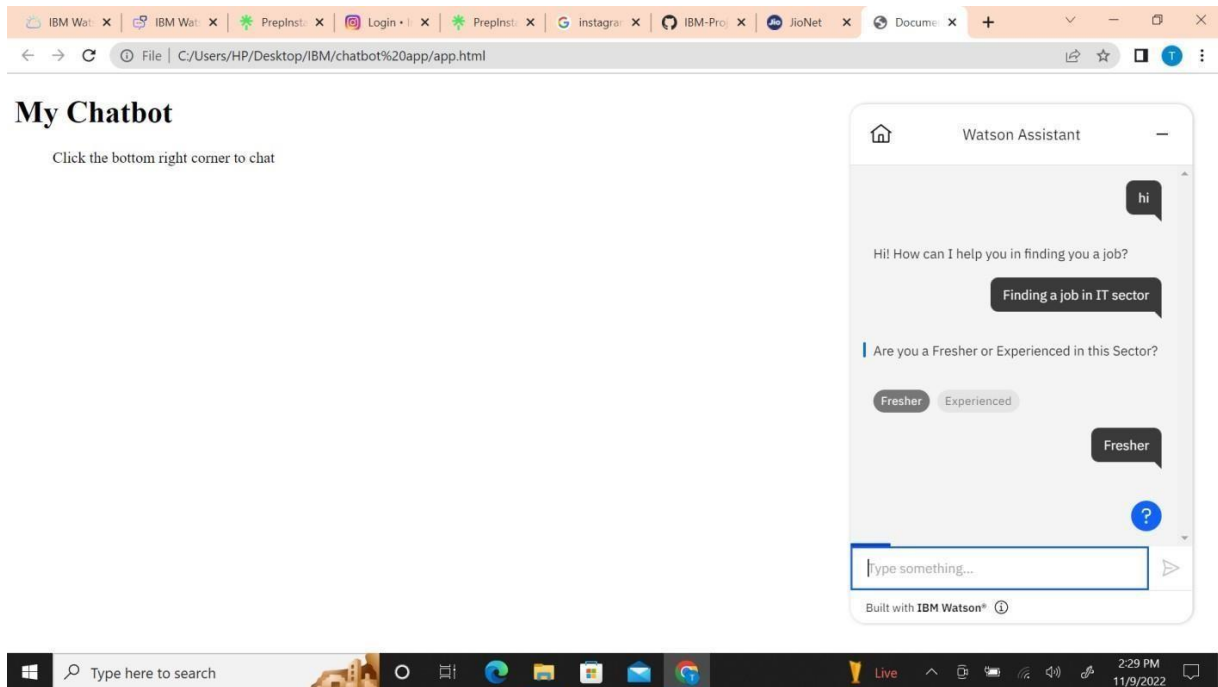 IBM Wat
IBM Wat
PrepInsta
Login •
PrepInsta
instagra
IBM-Pro
JioNet
Docume
File | C:/Users/HP/Desktop/IBM/chatbot%20app/app.html
T
My Chatbot
Click the bottom right corner to chat
Watson Assistant
hi
Hi! How can I help you in finding you a job?
Finding a job in IT sector
Are you a Fresher or Experienced in this Sector?
Fresher
Experienced
Fresher
?
Type something...
Built with IBM Watson®
Type here to search
Live
2:29 PM
11/9/2022